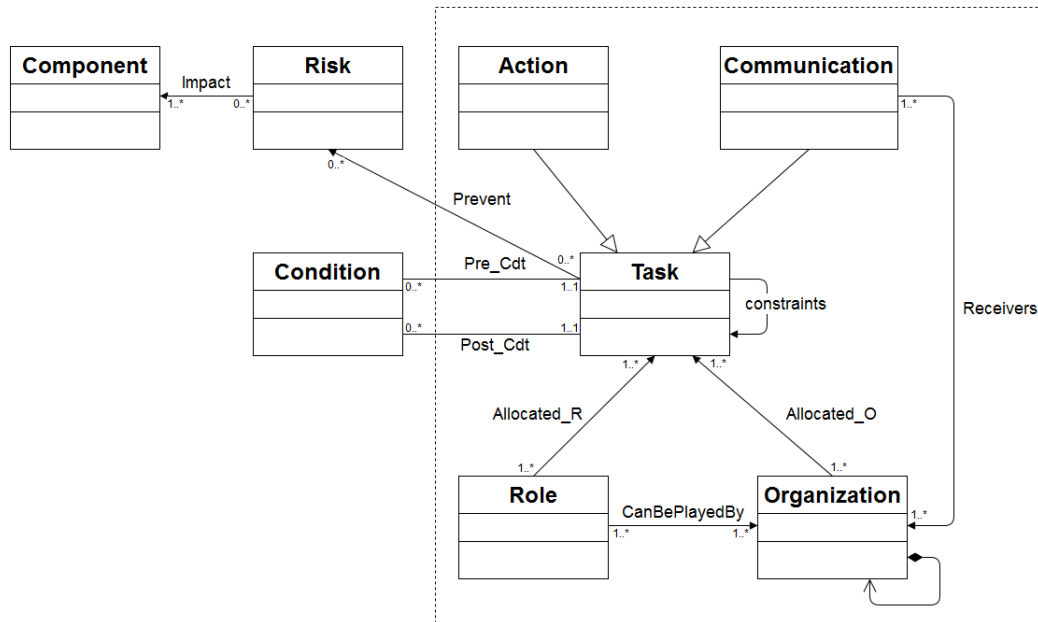 Component
Risk
Action
Communication
Impact
1..*
0..*
1..*
0..*
Prevent
Condition
Pre_Cdt
0..*
Task
0..*
1..1
constraints
Receivers
0..*
1..1
Post_Cdt
1..*
1..*
Allocated_R
Allocated_O
1..*
1..*
Role
Organization
CanBePlayedBy
1..*
1..*
1..*